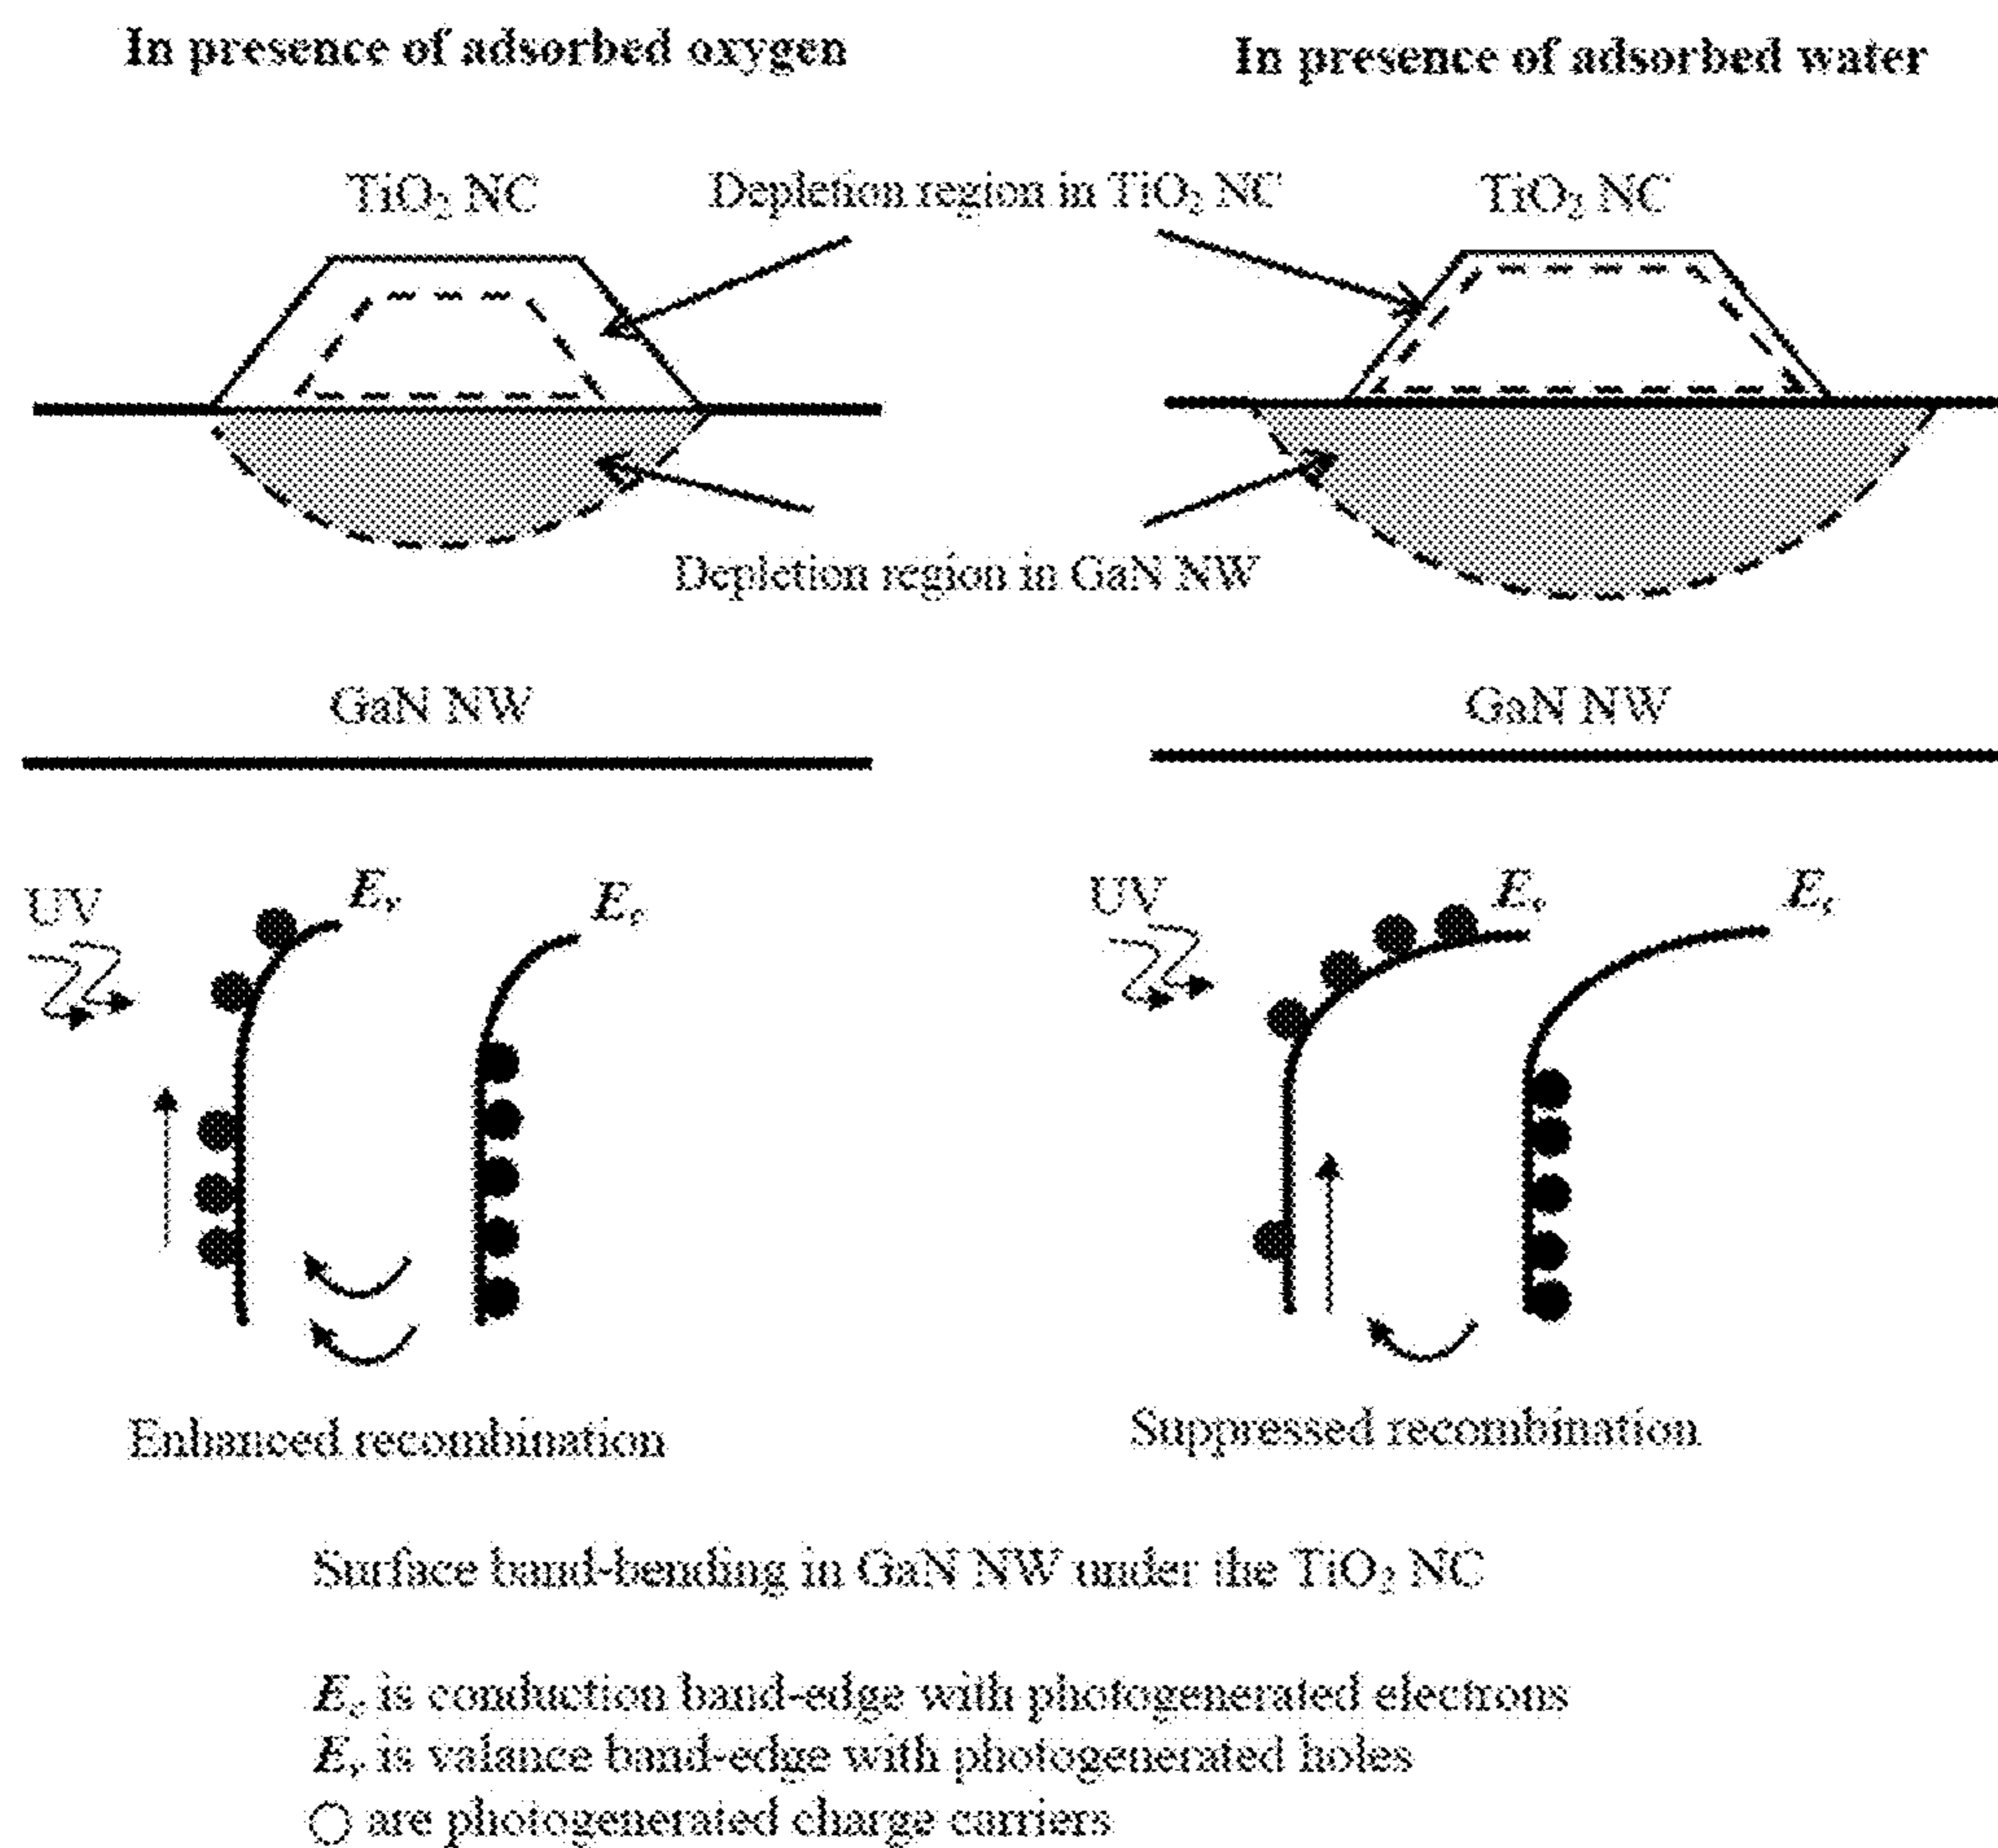 In presence of adsorbed oxygen
In presence of adsorbed water
TiO₂ NC
Depletion region in TiO₂ NC
TiO₂ NC
Depletion region in GaN NW
GaN NW
GaN NW
UV
Eᵥ
E꜀
UV
Eᵥ
E꜀
Enhanced recombination
Suppressed recombination
Surface band-bending in GaN NW under the TiO₂ NC
E꜀ is conduction band-edge with photogenerated electrons
Eᵥ is valance band-edge with photogenerated holes
○ are photogenerated charge carriers